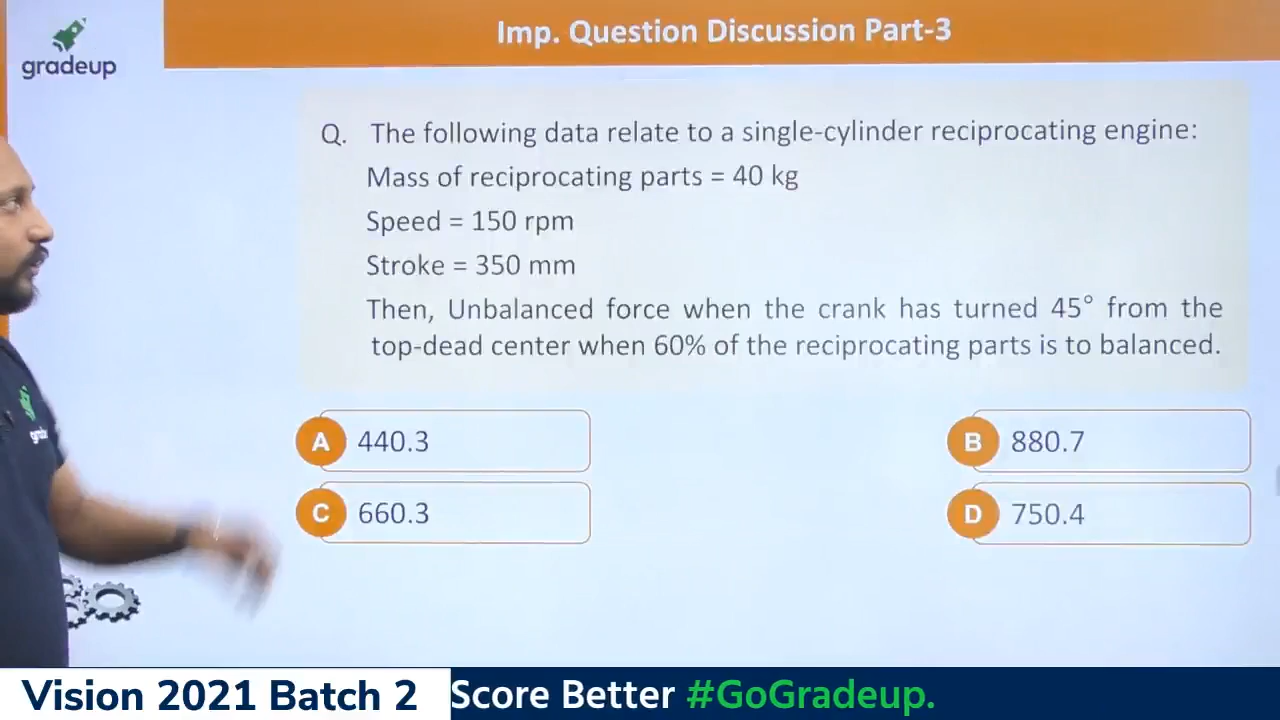 gradeup
Imp. Question Discussion Part-3
Q. The following data relate to a single-cylinder reciprocating engine:
Mass of reciprocating parts = 40 kg
Speed = 150 rpm
Stroke = 350 mm
Then, Unbalanced force when the crank has turned 45° from the
top-dead center when 60% of the reciprocating parts is to balanced.
A 440.3
B 880.7
C 660.3
D 750.4
Vision 2021 Batch 2
Score Better #GoGradeup.